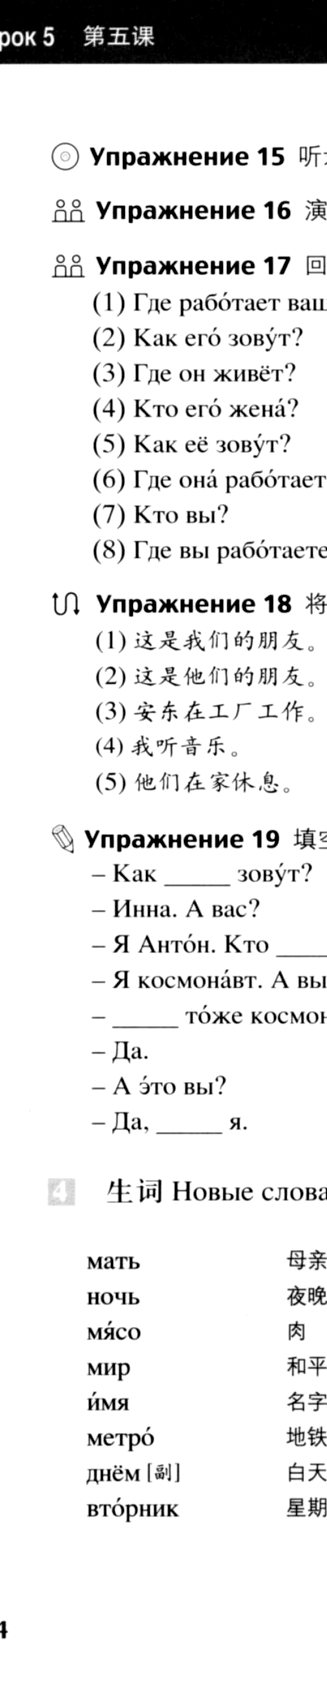 рок 5 第五课
Упражнение 15 听
Упражнение 16 演
Упражнение 17 回
(1) Где рабо́тает ваш
(2) Как его́ зову́т?
(3) Где он живёт?
(4) Кто его́ жена́?
(5) Как её зову́т?
(6) Где она́ рабо́тает
(7) Кто вы?
(8) Где вы рабо́таете
Упражнение 18 将
(1) 这是我们的朋友。
(2) 这是他们的朋友。
(3) 安东在工厂工作。
(4) 我听音乐。
(5) 他们在家休息。
Упражнение 19 填空
– Как ______ зову́т?
– Инна. А вас?
– Я Анто́н. Кто ______
– Я космона́вт. А вы
– ______ то́же космон
– Да.
– А э́то вы?
– Да, ______ я.
4 生词 Новые слова
мать 母亲
ночь 夜晚
мя́со 肉
мир 和平
и́мя 名字
метро́ 地铁
днём [副] 白天
вто́рник 星期
4